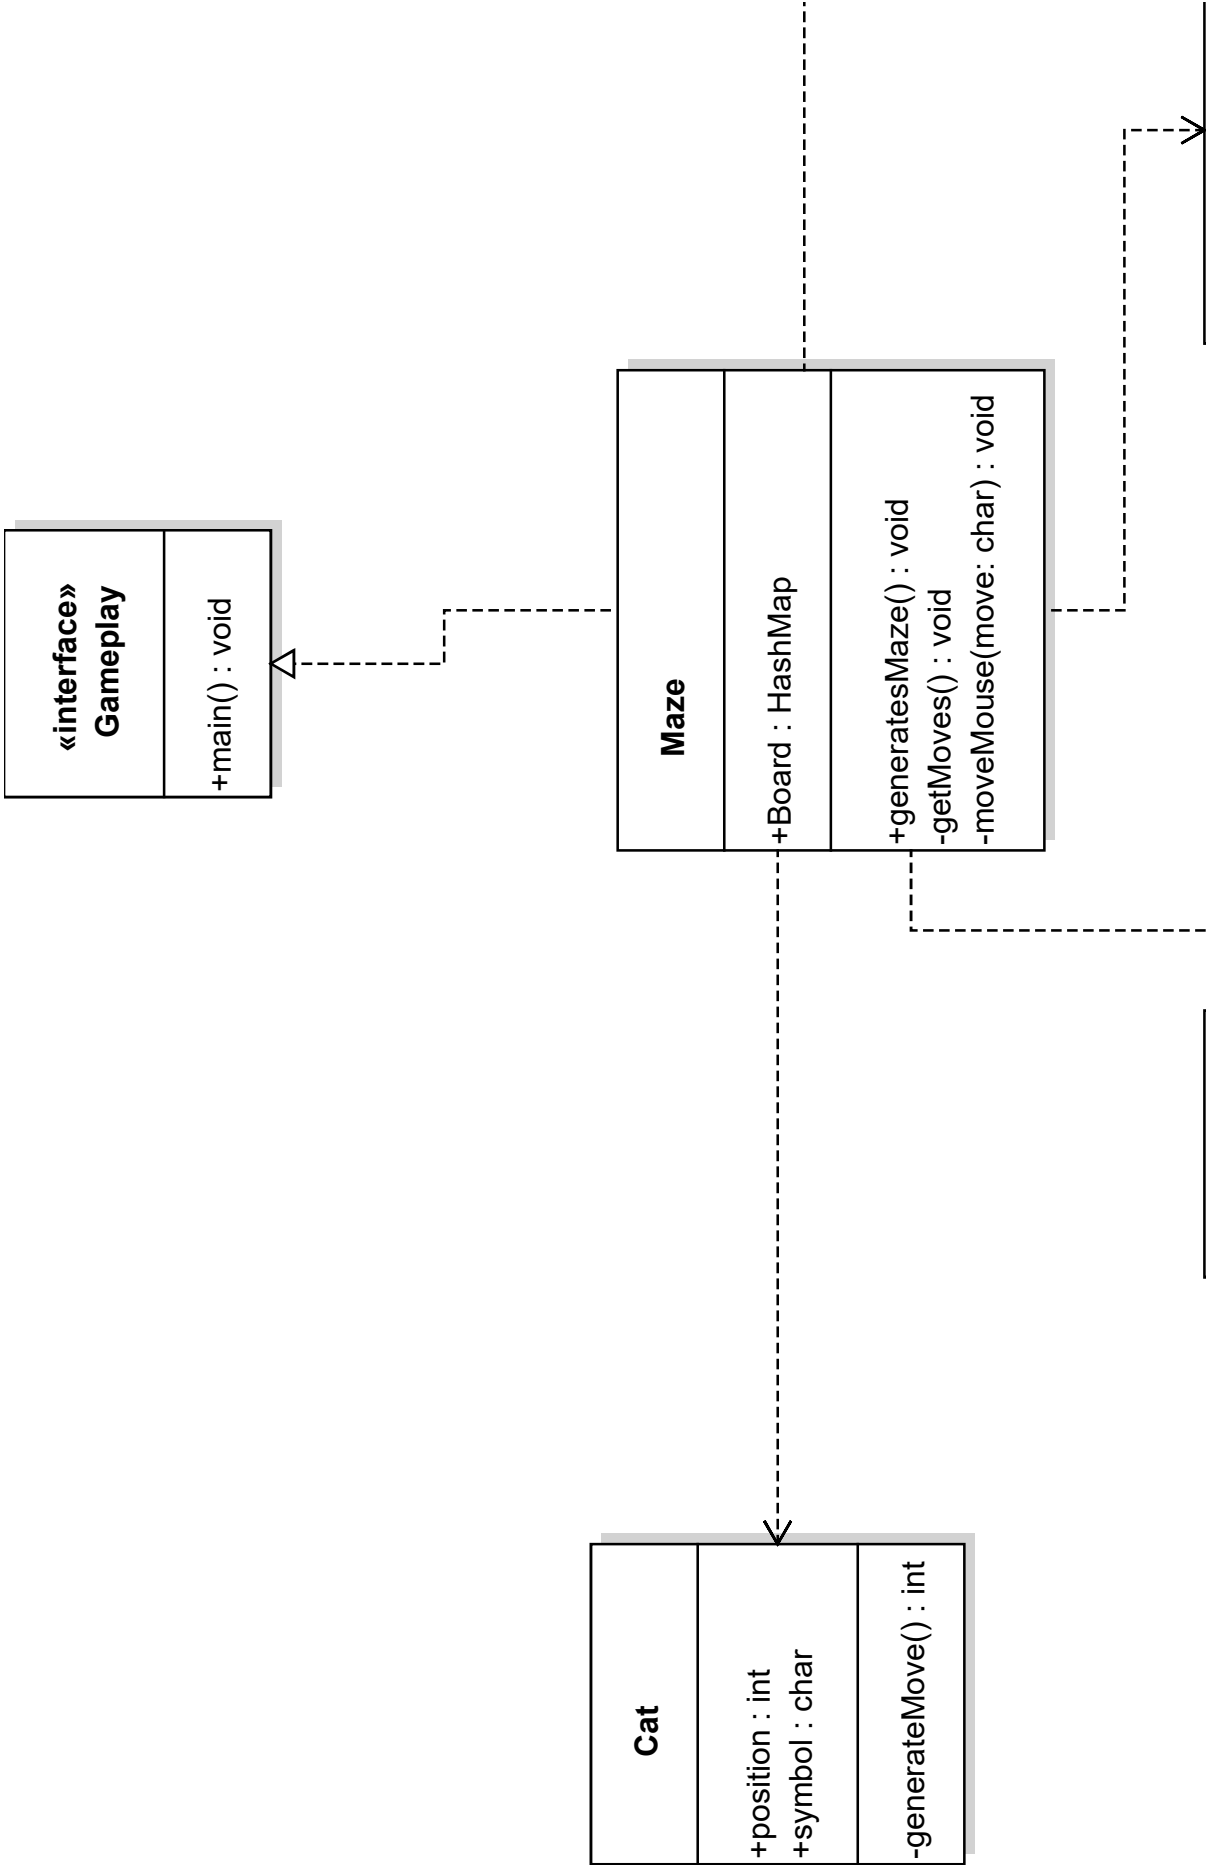 «interface»
Gameplay
+main() : void
Maze
+Board : HashMap
+generatesMaze() : void
-getMoves() : void
-moveMouse(move: char) : void
Cat
+position : int
+symbol : char
-generateMove() : int